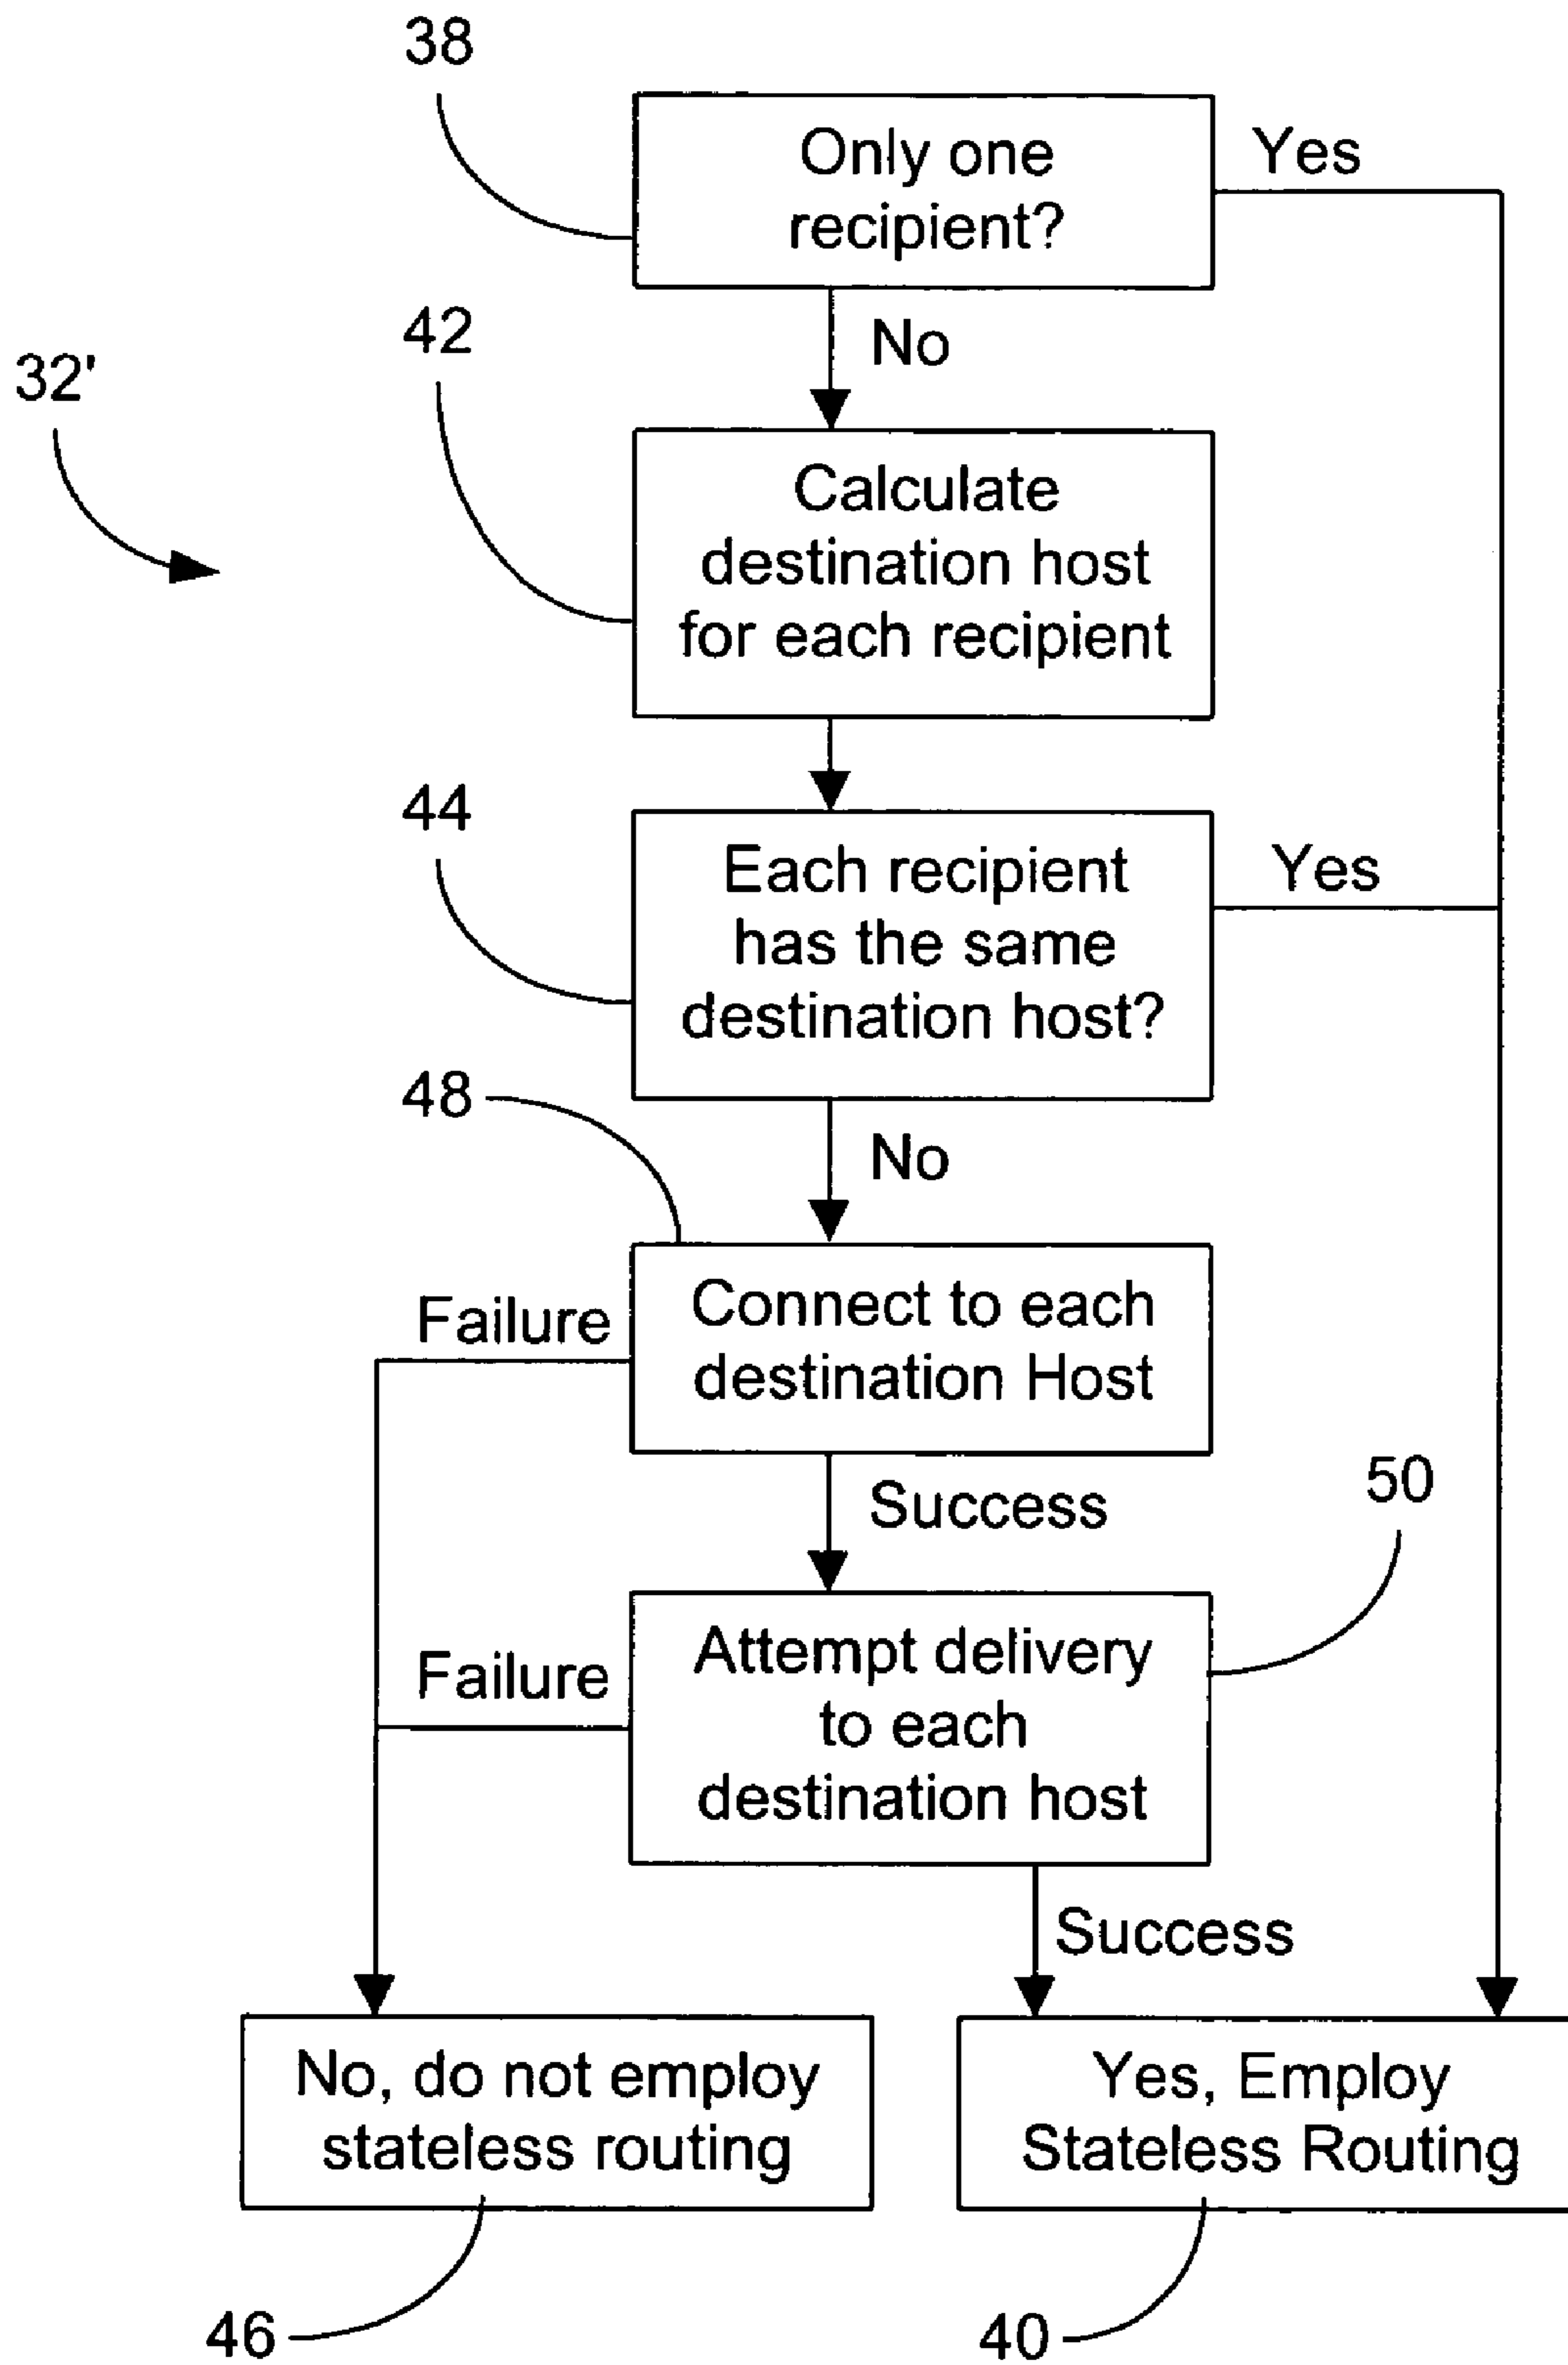 38
Only one
recipient?
Yes
No
42
32'
Calculate
destination host
for each recipient
44
Each recipient
has the same
destination host?
Yes
48
No
Failure
Connect to each
destination Host
Success
50
Failure
Attempt delivery
to each
destination host
Success
No, do not employ
stateless routing
Yes, Employ
Stateless Routing
46
40